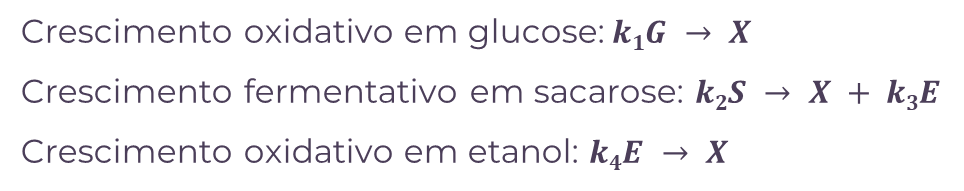 Crescimento oxidativo em glucose: k₁G → X
Crescimento fermentativo em sacarose: k₂S → X + k₃E
Crescimento oxidativo em etanol: k₄E → X